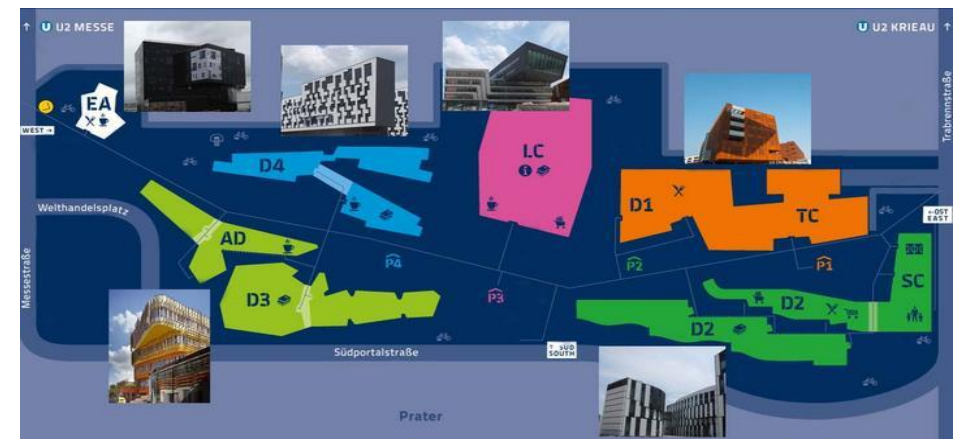 ↑ U U2 MESSE
U U2 KRIEAU ↑
EA
WEST →
D4
LC
i
D1
TC
Trabrennstraße
← OST
EAST
Welthandelsplatz
AD
P4
P3
P2
P1
SC
Messestraße
D3
D2
D2
Südportalstraße
↑ SÜD
SOUTH
Prater